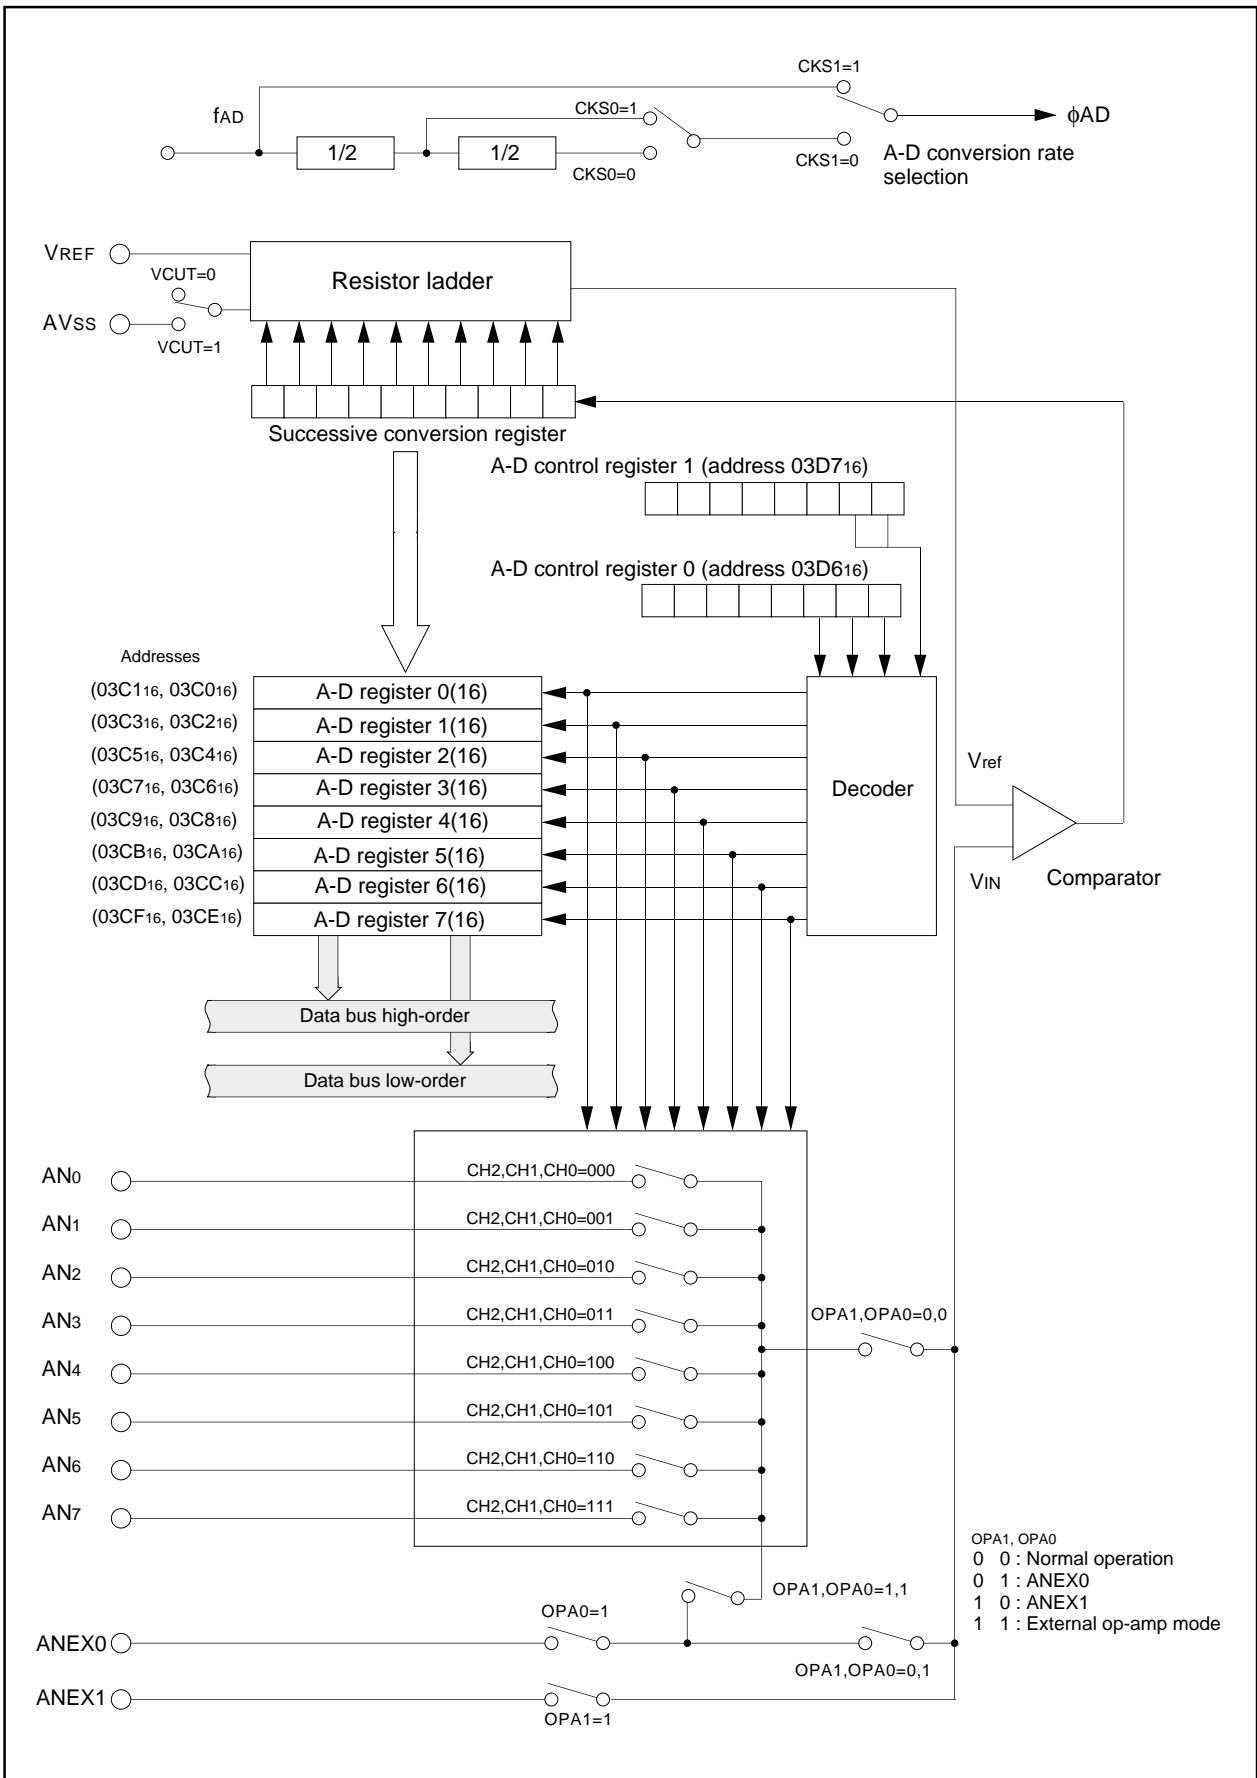 CKS1=1
fAD
CKS0=1
ϕAD
1/2
1/2
CKS0=0
CKS1=0
A-D conversion rate
selection
VREF
VCUT=0
Resistor ladder
AVSS
VCUT=1
Successive conversion register
A-D control register 1 (address 03D716)
A-D control register 0 (address 03D616)
Addresses
(03C116, 03C016)
A-D register 0(16)
(03C316, 03C216)
A-D register 1(16)
(03C516, 03C416)
A-D register 2(16)
(03C716, 03C616)
A-D register 3(16)
(03C916, 03C816)
A-D register 4(16)
(03CB16, 03CA16)
A-D register 5(16)
(03CD16, 03CC16)
A-D register 6(16)
(03CF16, 03CE16)
A-D register 7(16)
Decoder
Vref
VIN
Comparator
Data bus high-order
Data bus low-order
AN0
CH2,CH1,CH0=000
AN1
CH2,CH1,CH0=001
AN2
CH2,CH1,CH0=010
AN3
CH2,CH1,CH0=011
OPA1,OPA0=0,0
AN4
CH2,CH1,CH0=100
AN5
CH2,CH1,CH0=101
AN6
CH2,CH1,CH0=110
AN7
CH2,CH1,CH0=111
OPA1, OPA0
0 0 : Normal operation
0 1 : ANEX0
1 0 : ANEX1
1 1 : External op-amp mode
OPA1,OPA0=1,1
OPA0=1
ANEX0
OPA1,OPA0=0,1
ANEX1
OPA1=1